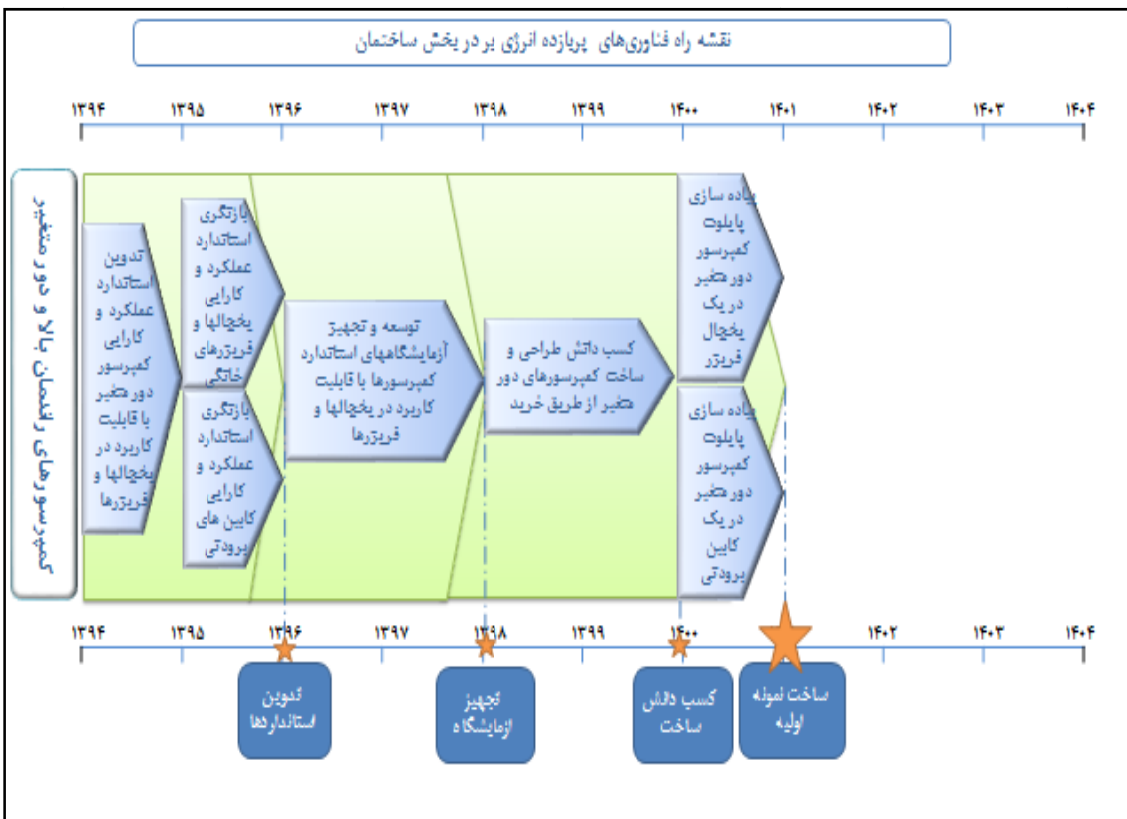 نقشه راه فناوری‌های پربازده انرژی بر در بخش ساختمان
۱۳۹۴ ۱۳۹۵ ۱۳۹۶ ۱۳۹۷ ۱۳۹۸ ۱۳۹۹ ۱۴۰۰ ۱۴۰۱ ۱۴۰۲ ۱۴۰۳ ۱۴۰۴
کمپرسورهای راندمان بالا و دور متغیر
تدوین
استاندارد
عملکرد و
کارایی
کمپرسور
دور متغیر
با قابلیت
کاربرد در
یخچالها و
فریزرها
بازنگری
استاندارد
عملکرد و
کارایی
یخچالها و
فریزرهای
خانگی
بازنگری
استاندارد
عملکرد و
کارایی
کابین های
برودتی
توسعه و تجهیز
آزمایشگاههای استاندارد
کمپرسورها با قابلیت
کاربرد در یخچالها و
فریزرها
کسب دانش طراحی و
ساخت کمپرسورهای دور
متغیر از طریق خرید
پیاده سازی
پایلوت
کمپرسور
دور متغیر
در یک
یخچال
فریزر
پیاده سازی
پایلوت
کمپرسور
دور متغیر
در یک
کابین
برودتی
۱۳۹۴ ۱۳۹۵ ۱۳۹۶ ۱۳۹۷ ۱۳۹۸ ۱۳۹۹ ۱۴۰۰ ۱۴۰۲ ۱۴۰۳ ۱۴۰۴
تدوین
استانداردها
تجهیز
ازمایشگاه
کسب دانش
ساخت
ساخت نمونه
اولیه